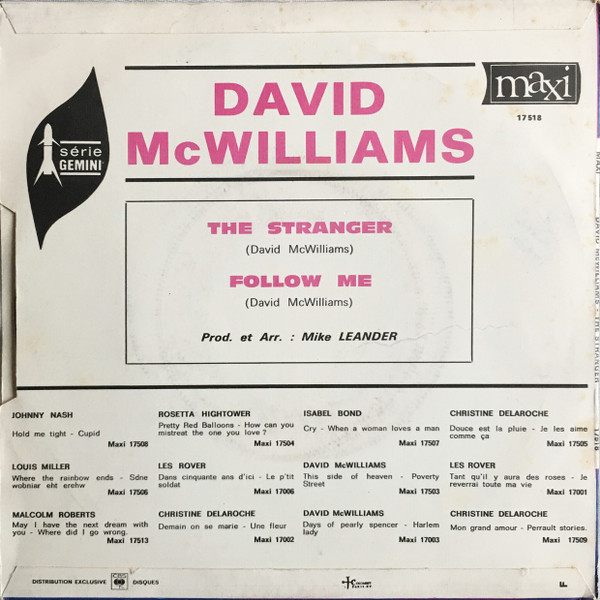 maxi
17518
DAVID
McWILLIAMS
série
GEMINI
THE STRANGER
(David McWilliams)
FOLLOW ME
(David McWilliams)
Prod. et Arr. : Mike LEANDER
MAXI DAVID McWILLIAMS - THE STRANGER 17518
JOHNNY NASH
Hold me tight - Cupid
Maxi 17508
ROSETTA HIGHTOWER
Pretty Red Balloons - How can you
mistreat the one you love ?
Maxi 17504
ISABEL BOND
Cry - When a woman loves a man
Maxi 17507
CHRISTINE DELAROCHE
Douce est la pluie - Je les aime
comme ça
Maxi 17505
LOUIS MILLER
Where the rainbow ends - Sdne
wobniar eht erehw
Maxi 17506
LES ROVER
Dans cinquante ans d'ici - Le p'tit
soldat
Maxi 17006
DAVID McWILLIAMS
This side of heaven - Poverty
Street
Maxi 17503
LES ROVER
Tant qu'il y aura des roses - Je
reverrai toute ma vie
Maxi 17001
MALCOLM ROBERTS
May I have the next dream with
you - Where did I go wrong.
Maxi 17513
CHRISTINE DELAROCHE
Demain on se marie - Une fleur
Maxi 17002
DAVID McWILLIAMS
Days of pearly spencer - Harlem
lady
Maxi 17003
CHRISTINE DELAROCHE
Mon grand amour - Perrault stories.
Maxi 17509
DISTRIBUTION EXCLUSIVE CBS DISQUES
F